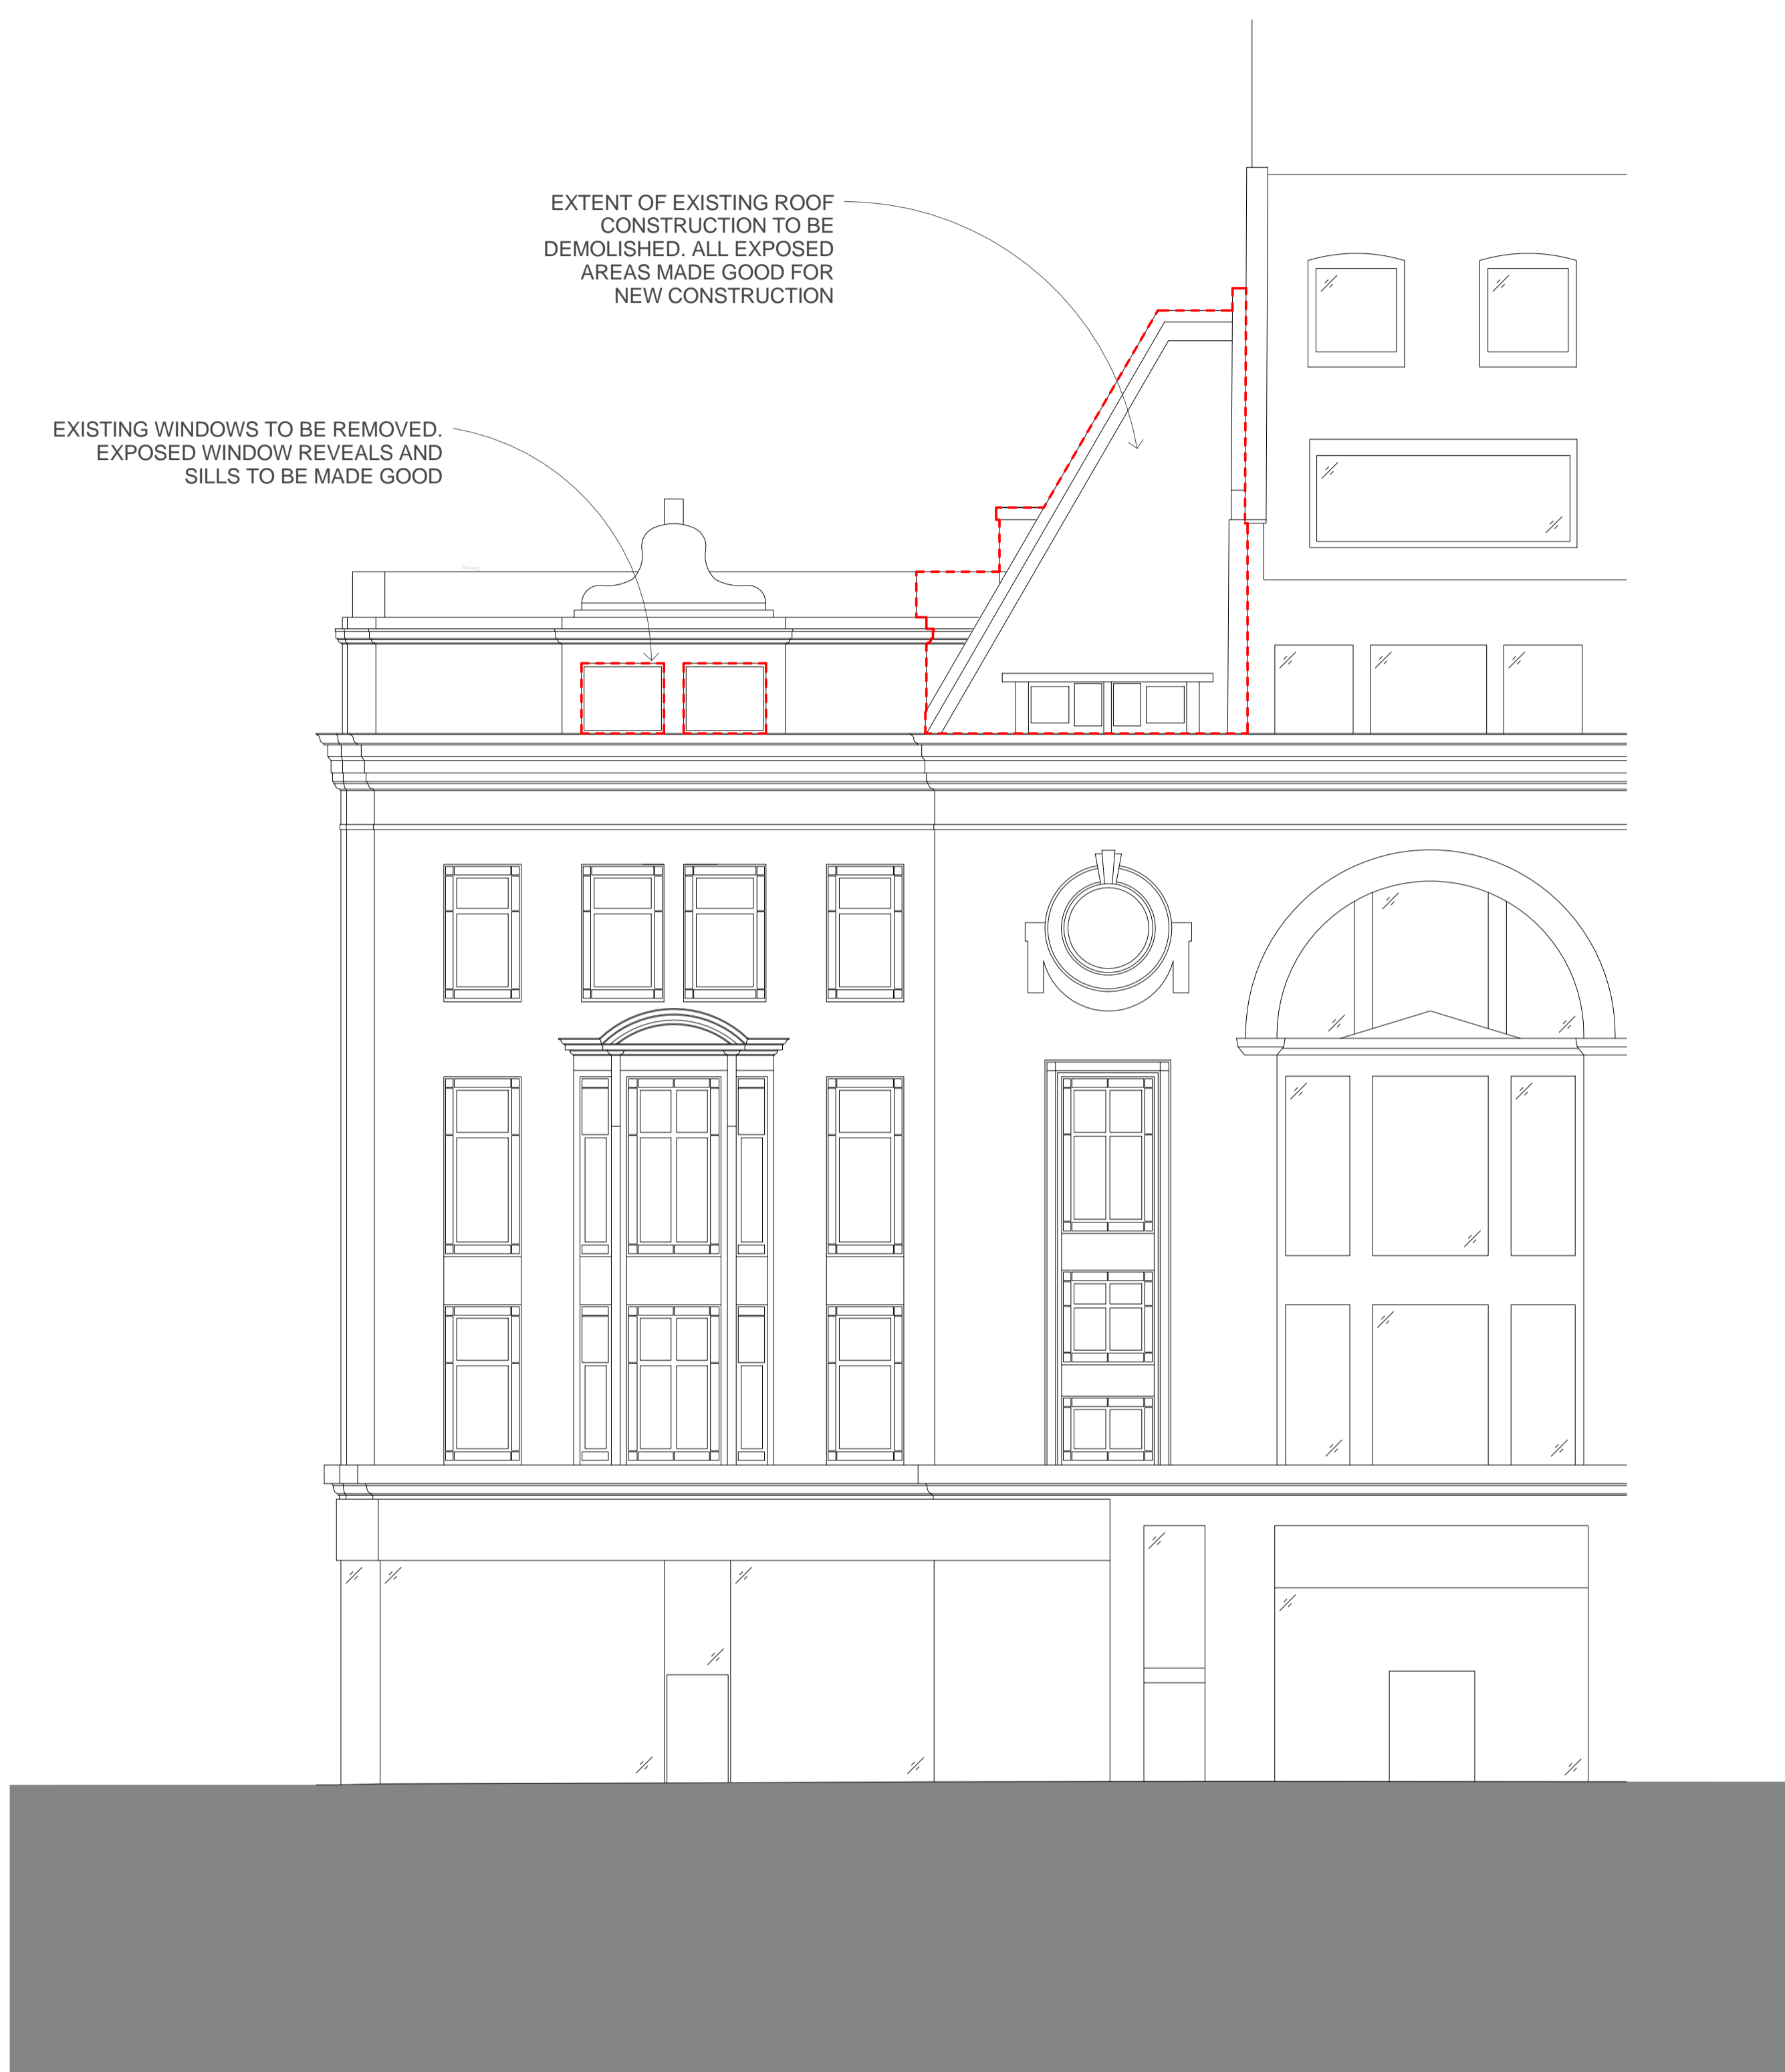 EXTENT OF EXISTING ROOF
CONSTRUCTION TO BE
DEMOLISHED. ALL EXPOSED
AREAS MADE GOOD FOR
NEW CONSTRUCTION
EXISTING WINDOWS TO BE REMOVED.
EXPOSED WINDOW REVEALS AND
SILLS TO BE MADE GOOD